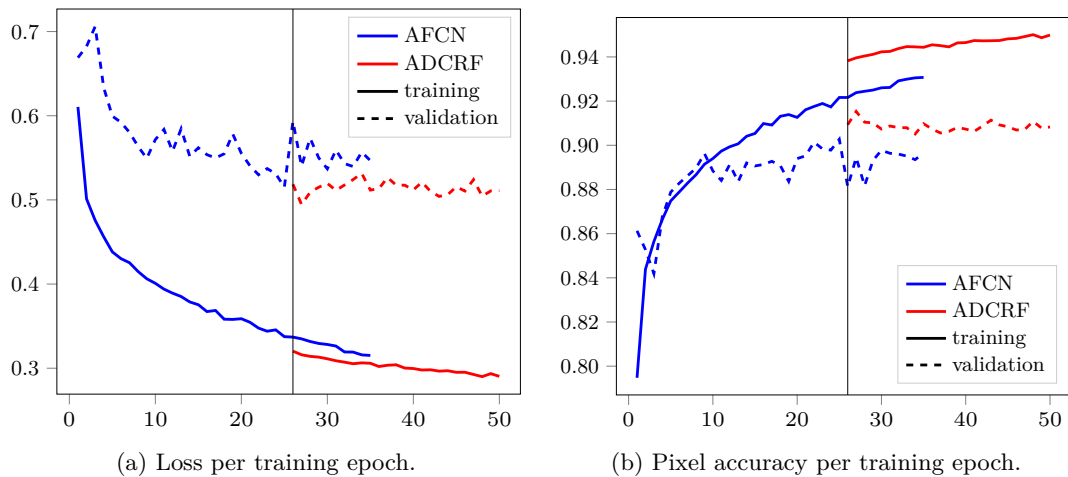 0.7
0.6
0.5
0.4
0.3
0
10
20
30
40
50
AFCN
ADCRF
training
validation
(a) Loss per training epoch.
0.94
0.92
0.90
0.88
0.86
0.84
0.82
0.80
0
10
20
30
40
50
AFCN
ADCRF
training
validation
(b) Pixel accuracy per training epoch.